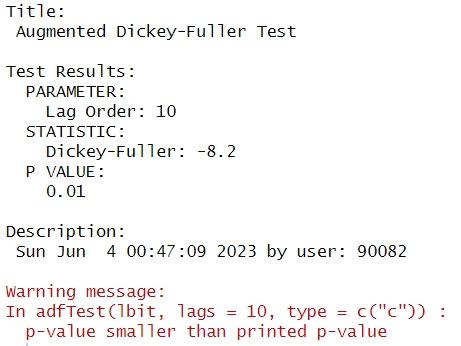 Title:
Augmented Dickey-Fuller Test
Test Results:
PARAMETER:
Lag Order: 10
STATISTIC:
Dickey-Fuller: -8.2
P VALUE:
0.01
Description:
Sun Jun  4 00:47:09 2023 by user: 90082
Warning message:
In adfTest(lbit, lags = 10, type = c("c")) :
p-value smaller than printed p-value